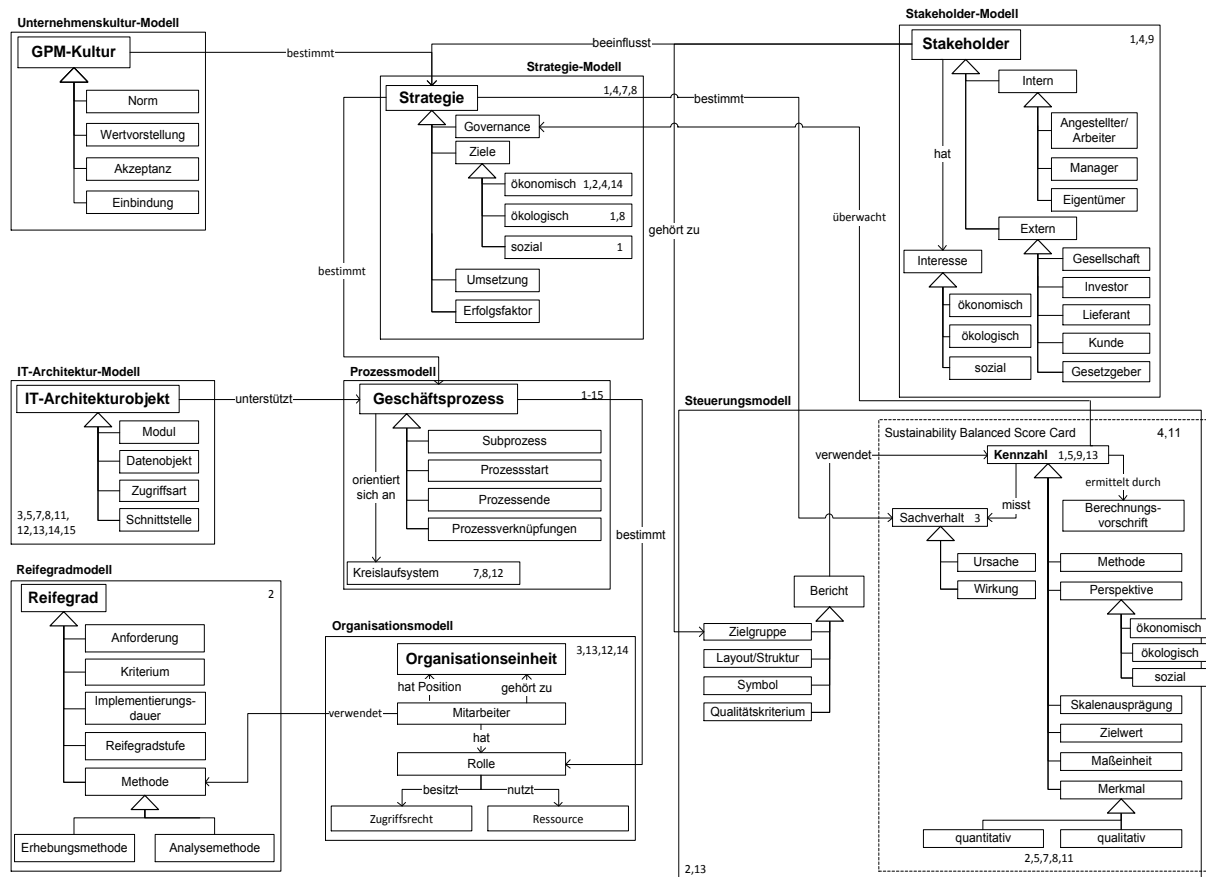 Unternehmenskultur-Modell
GPM-Kultur
Norm
Wertvorstellung
Akzeptanz
Einbindung
bestimmt
beeinflusst
Strategie-Modell
Strategie
1,4,7,8
bestimmt
Governance
Ziele
ökonomisch 1,2,4,14
ökologisch 1,8
sozial 1
Umsetzung
Erfolgsfaktor
bestimmt
gehört zu
überwacht
Stakeholder-Modell
Stakeholder
1,4,9
Intern
Angestellter/
Arbeiter
Manager
Eigentümer
hat
Extern
Gesellschaft
Investor
Lieferant
Kunde
Gesetzgeber
Interesse
ökonomisch
ökologisch
sozial
IT-Architektur-Modell
IT-Architekturobjekt
Modul
Datenobjekt
Zugriffsart
Schnittstelle
3,5,7,8,11,
12,13,14,15
unterstützt
Prozessmodell
Geschäftsprozess
1-15
Subprozess
Prozessstart
Prozessende
Prozessverknüpfungen
orientiert
sich an
Kreislaufsystem 7,8,12
bestimmt
Reifegradmodell
Reifegrad
2
Anforderung
Kriterium
Implementierungs-
dauer
Reifegradstufe
Methode
Erhebungsmethode
Analysemethode
verwendet
Organisationsmodell
Organisationseinheit
3,13,12,14
hat Position
gehört zu
Mitarbeiter
hat
Rolle
besitzt
nutzt
Zugriffsrecht
Ressource
Steuerungsmodell
Sustainability Balanced Score Card
4,11
verwendet
Kennzahl 1,5,9,13
ermittelt durch
misst
Berechnungs-
vorschrift
Sachverhalt 3
Ursache
Wirkung
Methode
Perspektive
ökonomisch
ökologisch
sozial
Skalenausprägung
Zielwert
Maßeinheit
Merkmal
quantitativ
qualitativ
2,5,7,8,11
Bericht
Zielgruppe
Layout/Struktur
Symbol
Qualitätskriterium
2,13